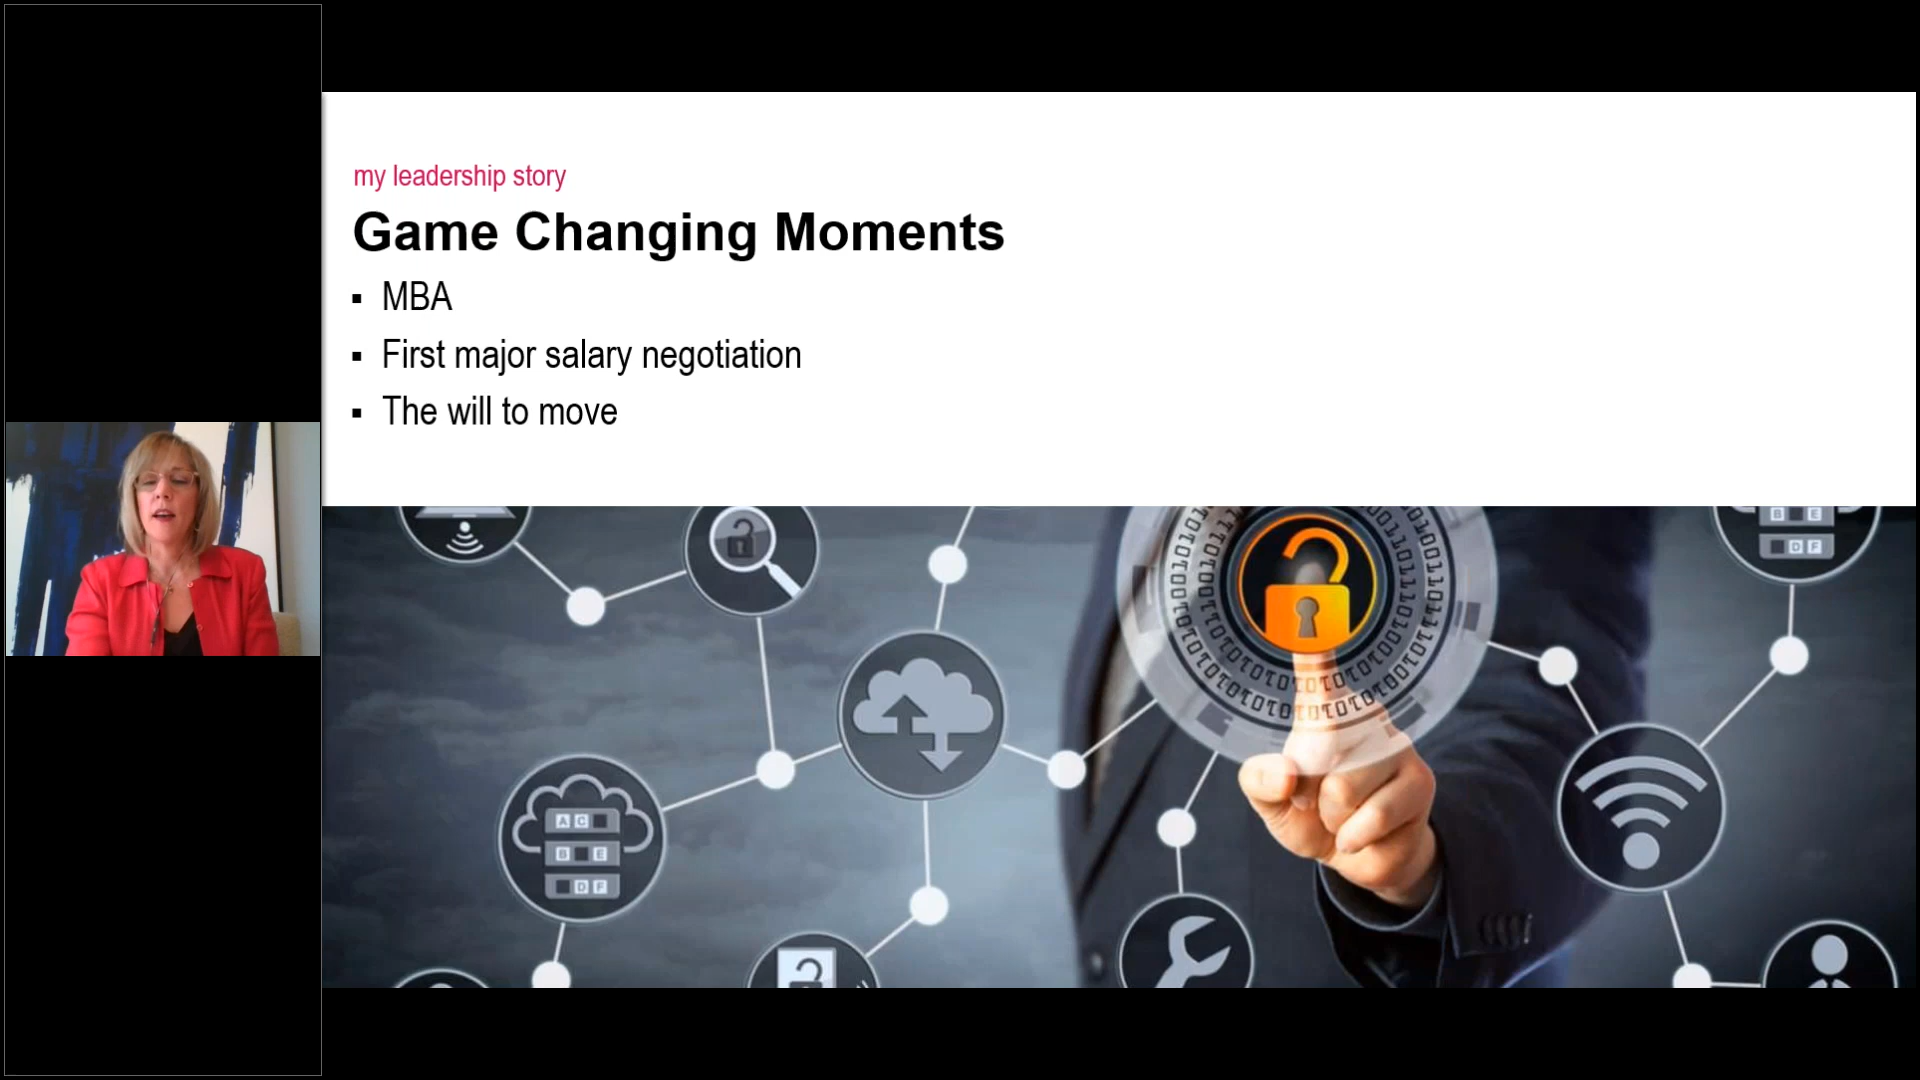 my leadership story
Game Changing Moments
▪ MBA
▪ First major salary negotiation
▪ The will to move
B E
D F
A C
B E
D F